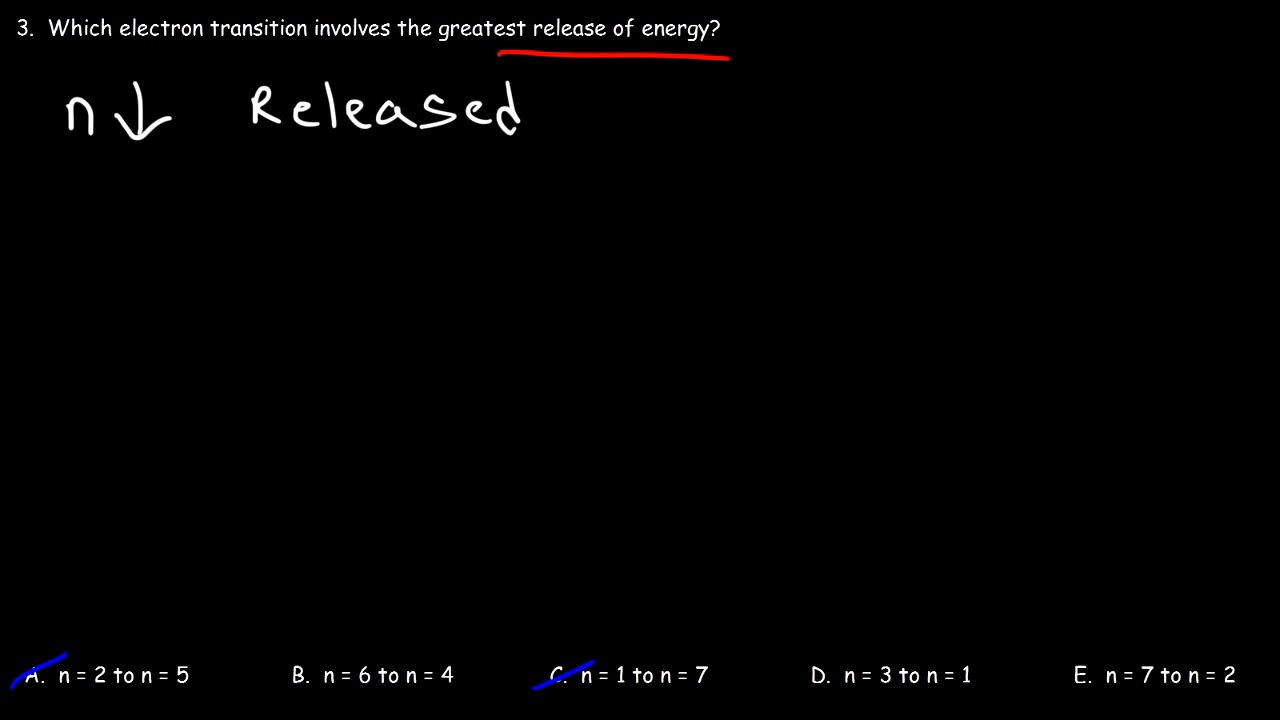 3. Which electron transition involves the greatest release of energy?
n↓ Released
A. n = 2 to n = 5 B. n = 6 to n = 4 C. n = 1 to n = 7 D. n = 3 to n = 1 E. n = 7 to n = 2